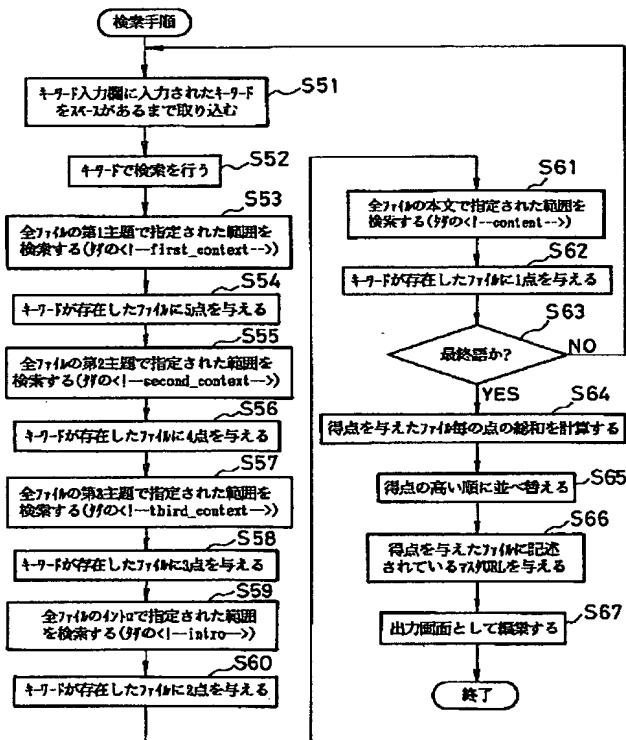 検索手順
S51
キーワード入力欄に入力されたキーワード
をスペースがあるまで取り込む
S52
キーワードで検索を行う
S53
全ファイルの第1主題で指定された範囲を
検索する(タグの<!--first_context-->)
S54
キーワードが存在したファイルに5点を与える
S55
全ファイルの第2主題で指定された範囲を
検索する(タグの<!--second_context-->)
S56
キーワードが存在したファイルに4点を与える
S57
全ファイルの第3主題で指定された範囲を
検索する(タグの<!--third_context-->)
S58
キーワードが存在したファイルに3点を与える
S59
全ファイルのイントロで指定された範囲
を検索する(タグの<!--intro-->)
S60
キーワードが存在したファイルに2点を与える
S61
全ファイルの本文で指定された範囲を
検索する(タグの<!--content-->)
S62
キーワードが存在したファイルに1点を与える
S63
最終語か?
NO
YES
S64
得点を与えたファイル毎の点の総和を計算する
S65
得点の高い順に並べ替える
S66
得点を与えたファイルに記述
されているマスタURLを与える
S67
出力画面として編集する
終了